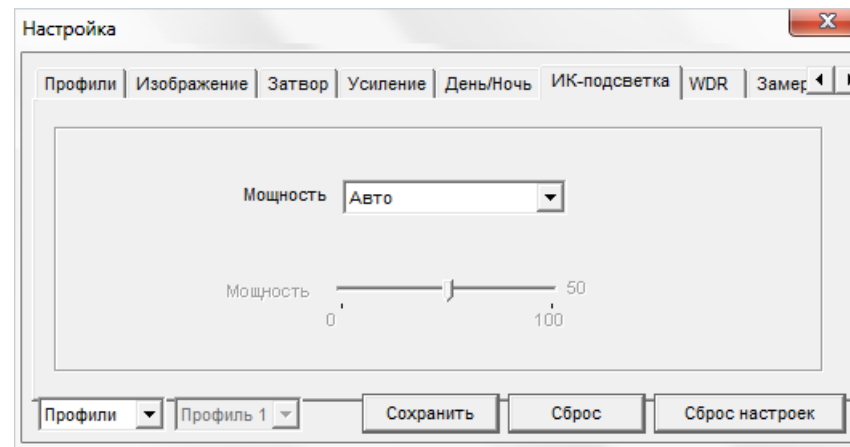 Настройка
Профили Изображение Затвор Усиление День/Ночь ИК-подсветка WDR Замер
Мощность Авто
Мощность 50
0 100
Профили Профиль 1 Сохранить Сброс Сброс настроек